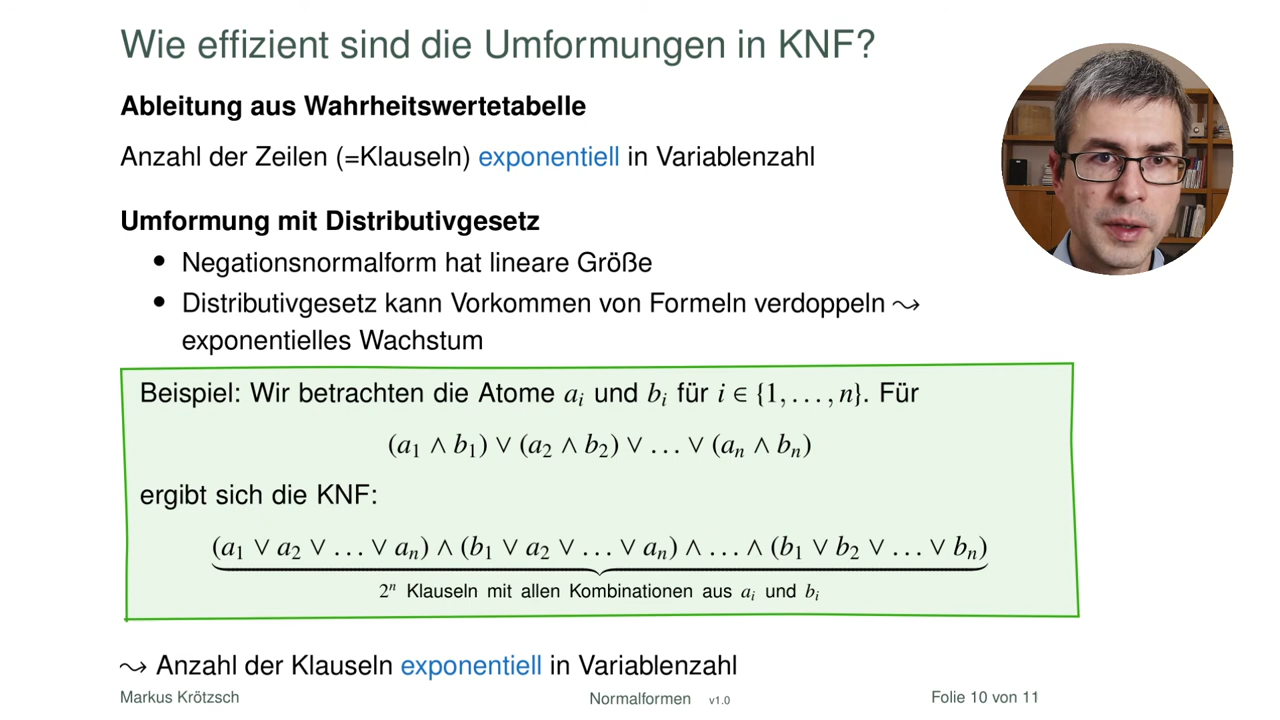 Wie effizient sind die Umformungen in KNF?
Ableitung aus Wahrheitswertetabelle
Anzahl der Zeilen (=Klauseln) exponentiell in Variablenzahl
Umformung mit Distributivgesetz
• Negationsnormalform hat lineare Größe
• Distributivgesetz kann Vorkommen von Formeln verdoppeln ⤳
exponentielles Wachstum
Beispiel: Wir betrachten die Atome aᵢ und bᵢ für i ∈ {1, . . . , n}. Für
(a₁ ∧ b₁) ∨ (a₂ ∧ b₂) ∨ . . . ∨ (aₙ ∧ bₙ)
ergibt sich die KNF:
(a₁ ∨ a₂ ∨ . . . ∨ aₙ) ∧ (b₁ ∨ a₂ ∨ . . . ∨ aₙ) ∧ . . . ∧ (b₁ ∨ b₂ ∨ . . . ∨ bₙ)
2ⁿ Klauseln mit allen Kombinationen aus aᵢ und bᵢ
⤳ Anzahl der Klauseln exponentiell in Variablenzahl
Markus Krötzsch Normalformen v1.0 Folie 10 von 11